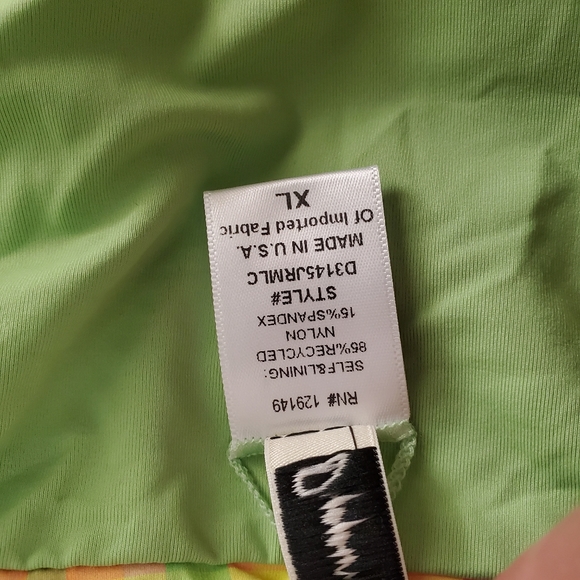 RN# 129149
SELF&LINING:
85%RECYCLED
NYLON
15%SPANDEX
STYLE#
D3145JRMLC
MADE IN U.S.A.
Of Imported Fabric
XL